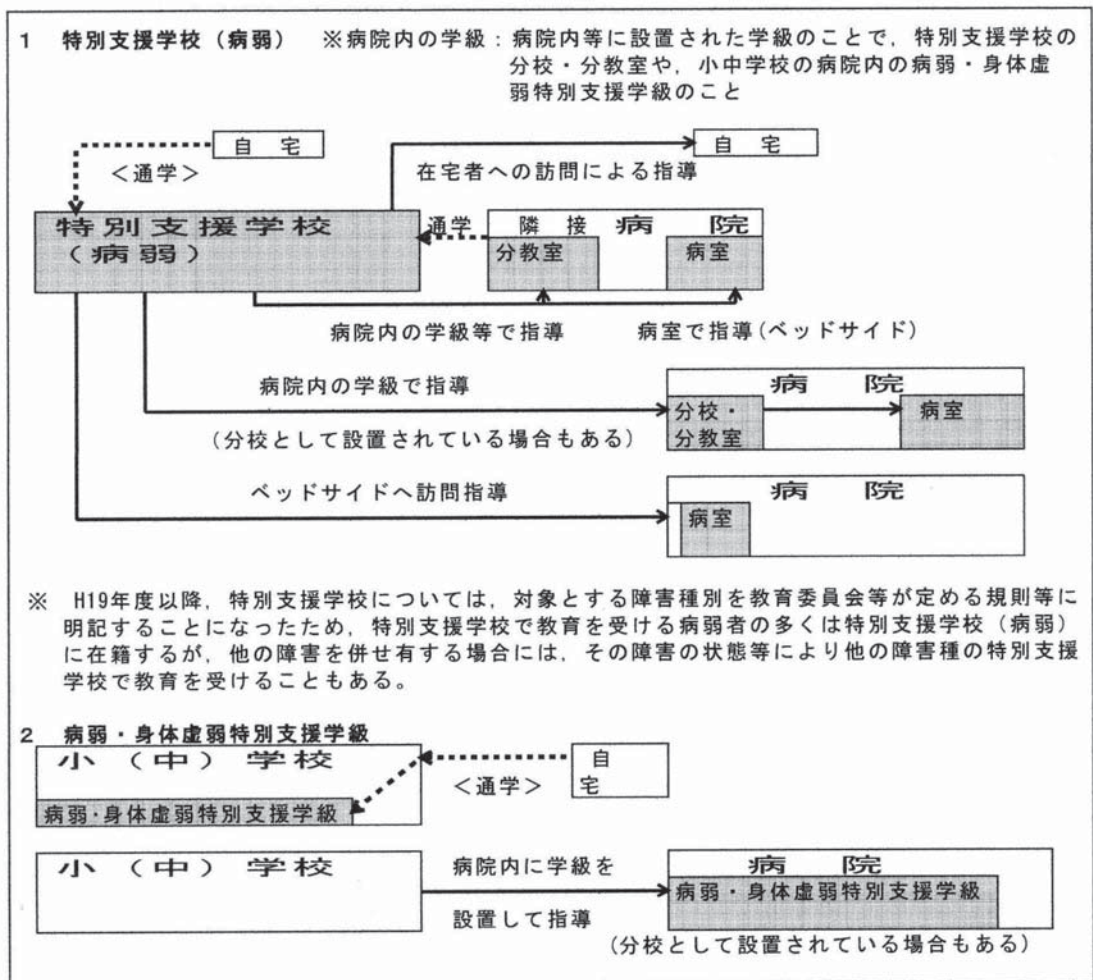 1 特別支援学校（病弱） ※病院内の学級：病院内等に設置された学級のことで，特別支援学校の
分校・分教室や，小中学校の病院内の病弱・身体虚
弱特別支援学級のこと
自 宅
自 宅
＜通学＞
在宅者への訪問による指導
特別支援学校
（病弱）
通学
隣 接 病 院
分教室
病室
病院内の学級等で指導
病室で指導(ベッドサイド)
病院内の学級で指導
病 院
分校・
分教室
病室
（分校として設置されている場合もある）
ベッドサイドへ訪問指導
病 院
病室
※ H19年度以降，特別支援学校については，対象とする障害種別を教育委員会等が定める規則等に
明記することになったため，特別支援学校で教育を受ける病弱者の多くは特別支援学校（病弱）
に在籍するが，他の障害を併せ有する場合には，その障害の状態等により他の障害種の特別支援
学校で教育を受けることもある。
2 病弱・身体虚弱特別支援学級
小（中）学校
病弱・身体虚弱特別支援学級
＜通学＞
自
宅
小（中）学校
病院内に学級を
設置して指導
病 院
病弱・身体虚弱特別支援学級
（分校として設置されている場合もある）